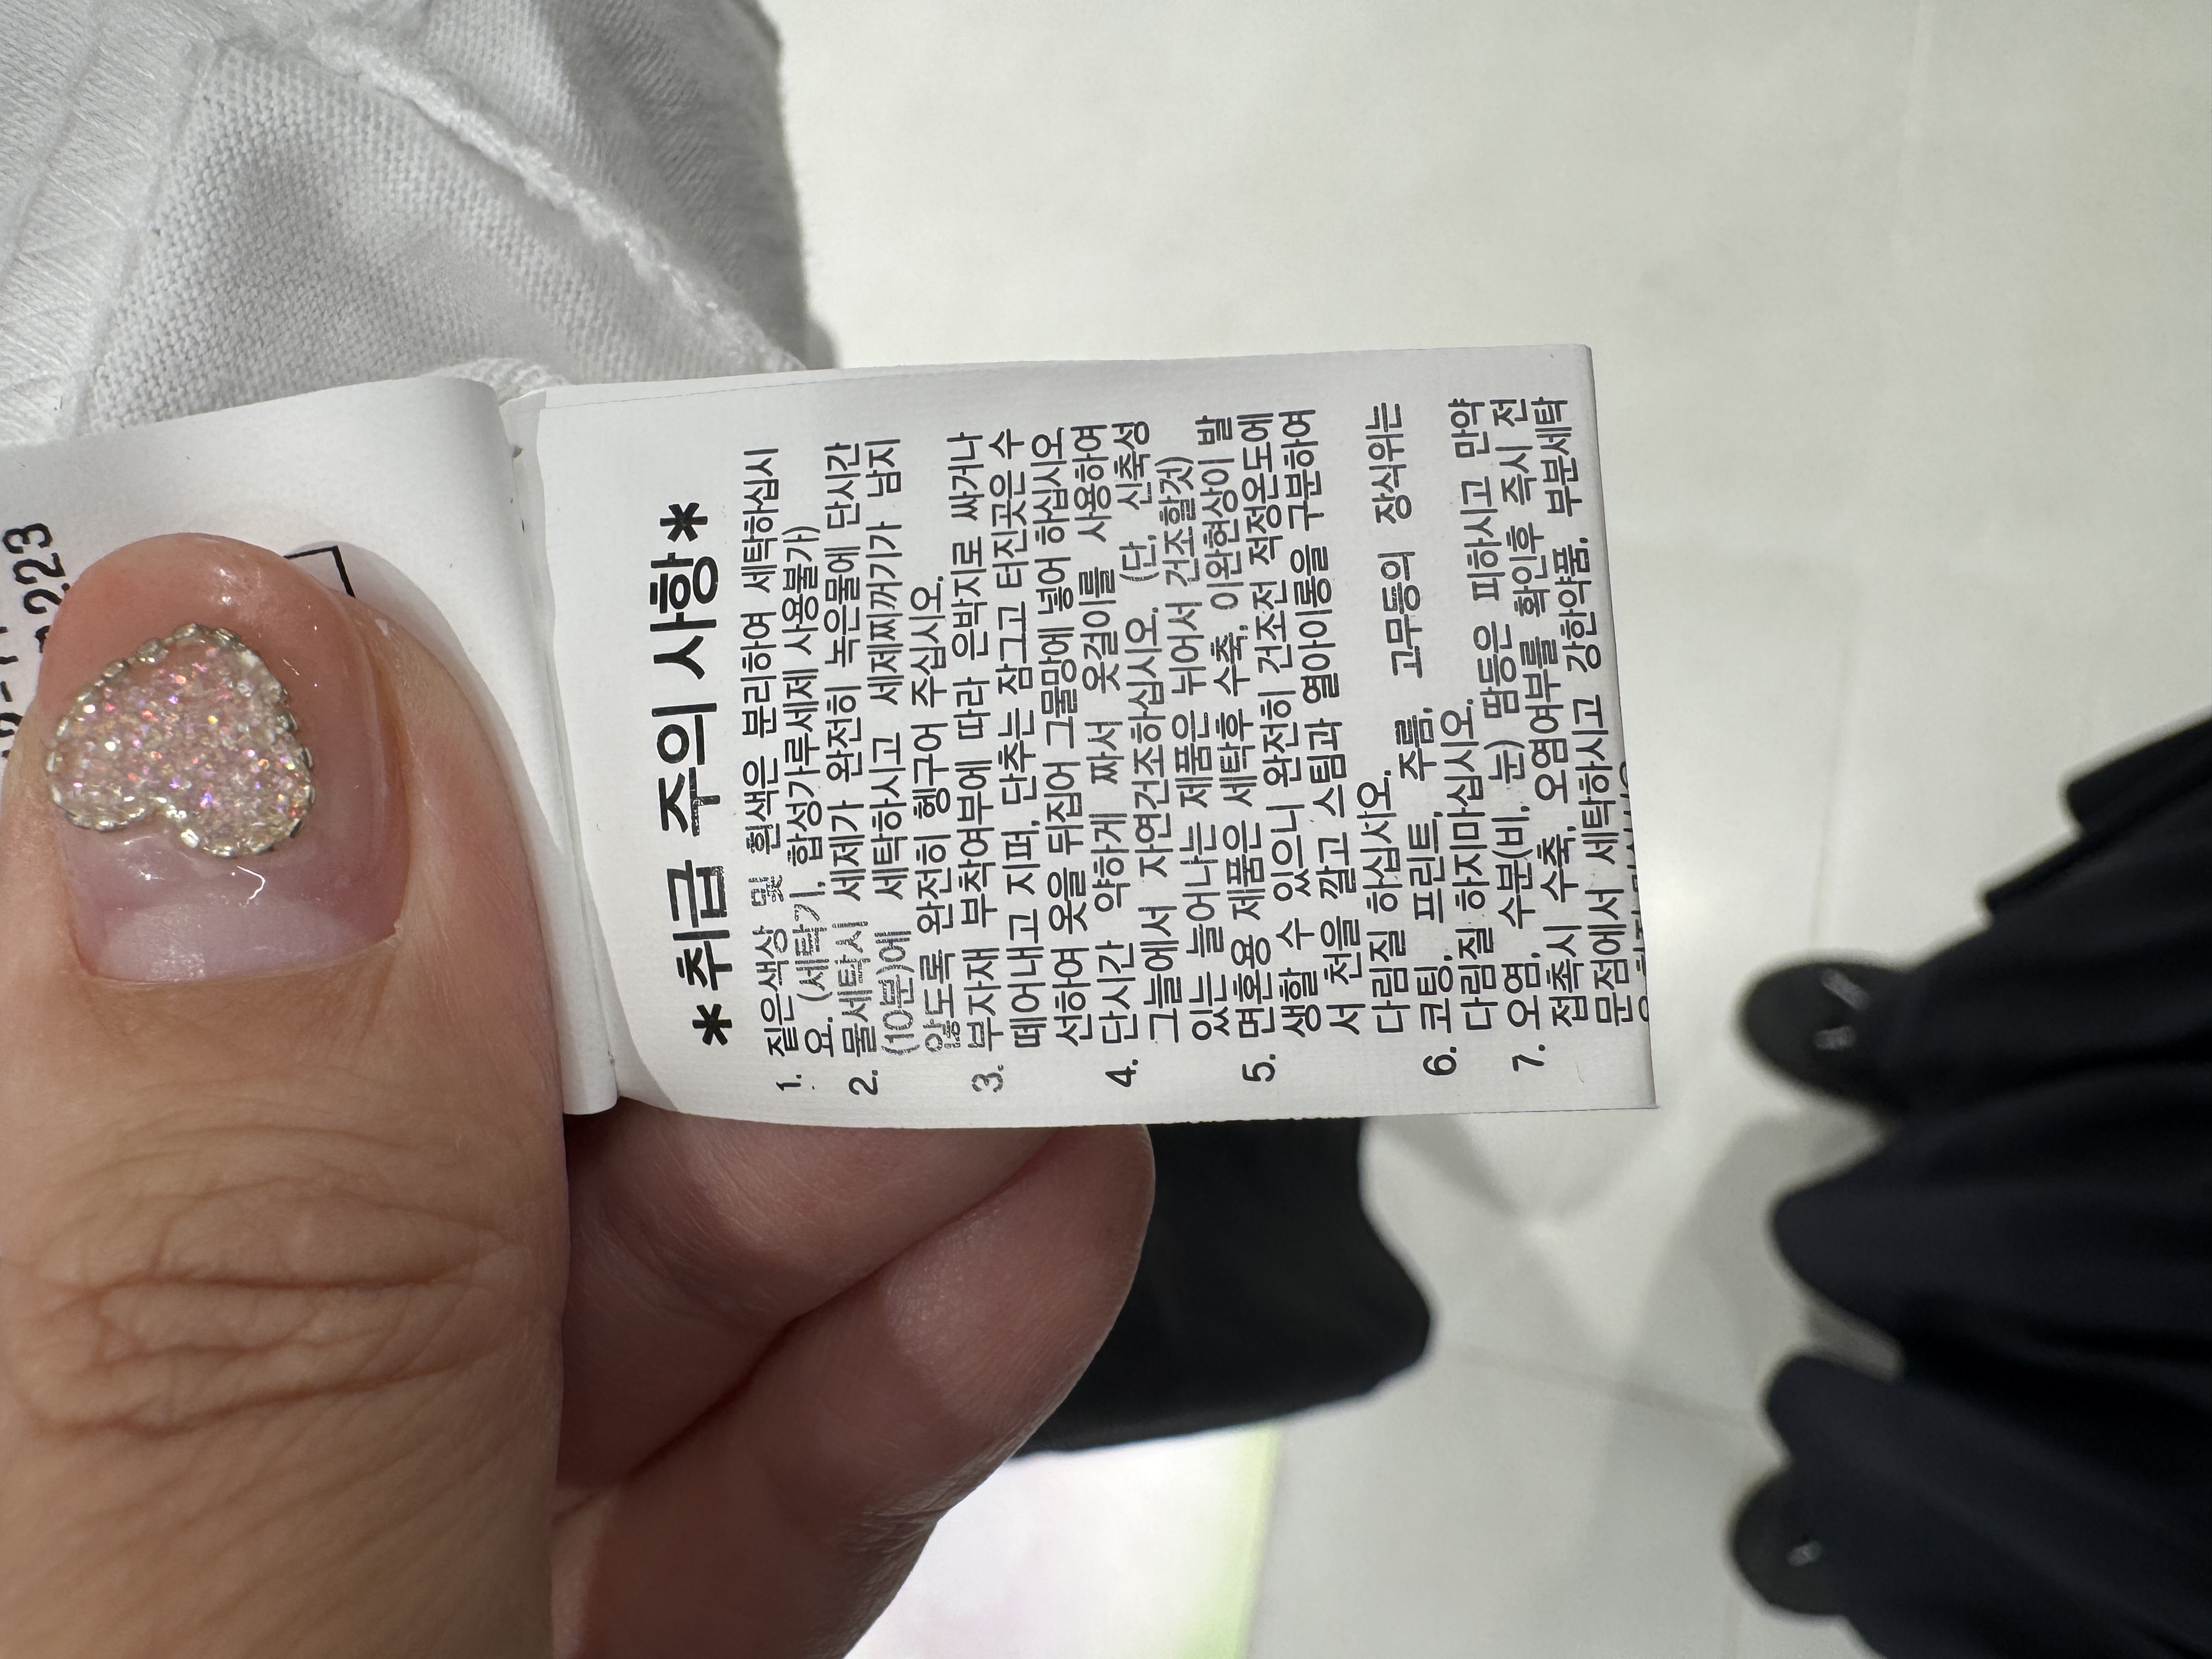 223
*취급 주의 사항*
1. 짙은색상 및 흰색은 분리하여 세탁하십시
요. (세탁기, 합성가루세제 사용불가)
2. 물세탁시 세제가 완전히 녹은물에 단시간
(10분)에 세탁하시고 세제찌꺼기가 남지
않도록 완전히 헹구어 주십시오.
3. 부자재 부착여부에 따라 은박지로 싸거나
떼어내고 지퍼, 단추는 잠그고 터진곳은 수
선하여 옷을 뒤집어 그물망에 넣어 하십시오
4. 단시간 약하게 짜서 옷걸이를 사용하여
그늘에서 자연건조하십시오. (단, 신축성
있는 늘어나는 제품은 뉘어서 건조할것)
5. 면혼용 제품은 세탁후 수축, 이완현상이 발
생할 수 있으니 완전히 건조전 적정온도에
서 천을 깔고 스팀과 열아이롱을 구분하여
다림질 하십시오.
6. 코팅, 프린트, 주름, 고무등의 장식위는
다림질 하지마십시오.
7. 오염, 수분(비, 눈) 땀등은 피하시고 만약
접촉시 수축, 오염여부를 확인후 즉시 전
문점에서 세탁하시고 강한약품, 부분세탁